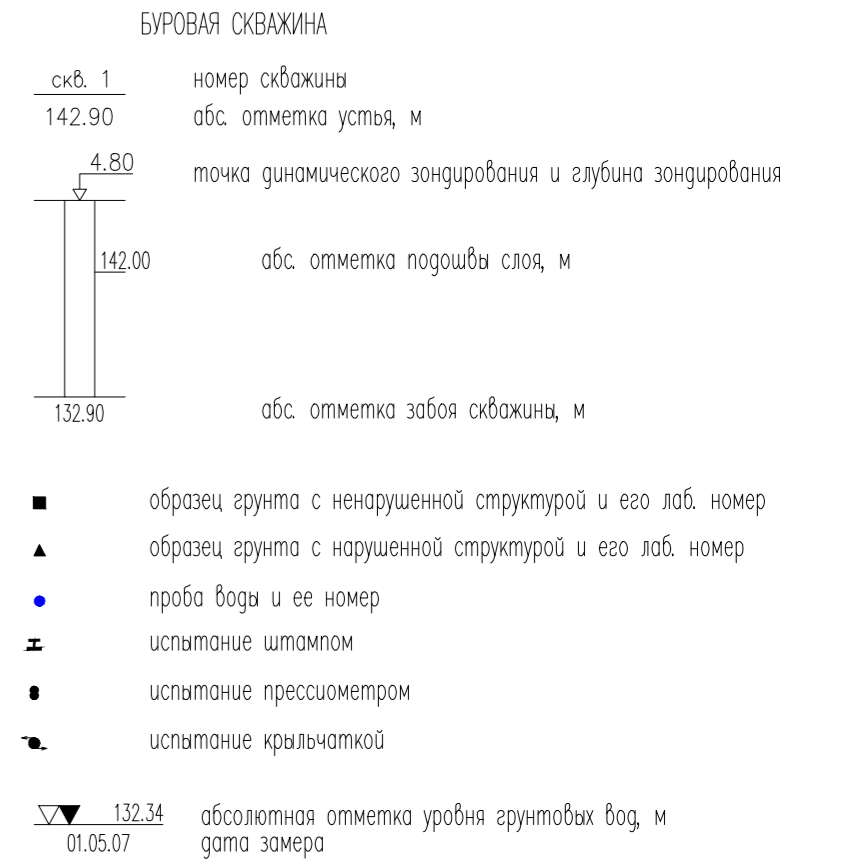 БУРОВАЯ СКВАЖИНА
скв. 1 номер скважины
142.90 абс. отметка устья, м
4.80 точка динамического зондирования и глубина зондирования
142.00 абс. отметка подошвы слоя, м
132.90 абс. отметка забоя скважины, м
образец грунта с ненарушенной структурой и его лаб. номер
образец грунта с нарушенной структурой и его лаб. номер
проба воды и ее номер
испытание штампом
испытание прессиометром
испытание крыльчаткой
132.34 абсолютная отметка уровня грунтовых вод, м
01.05.07 дата замера